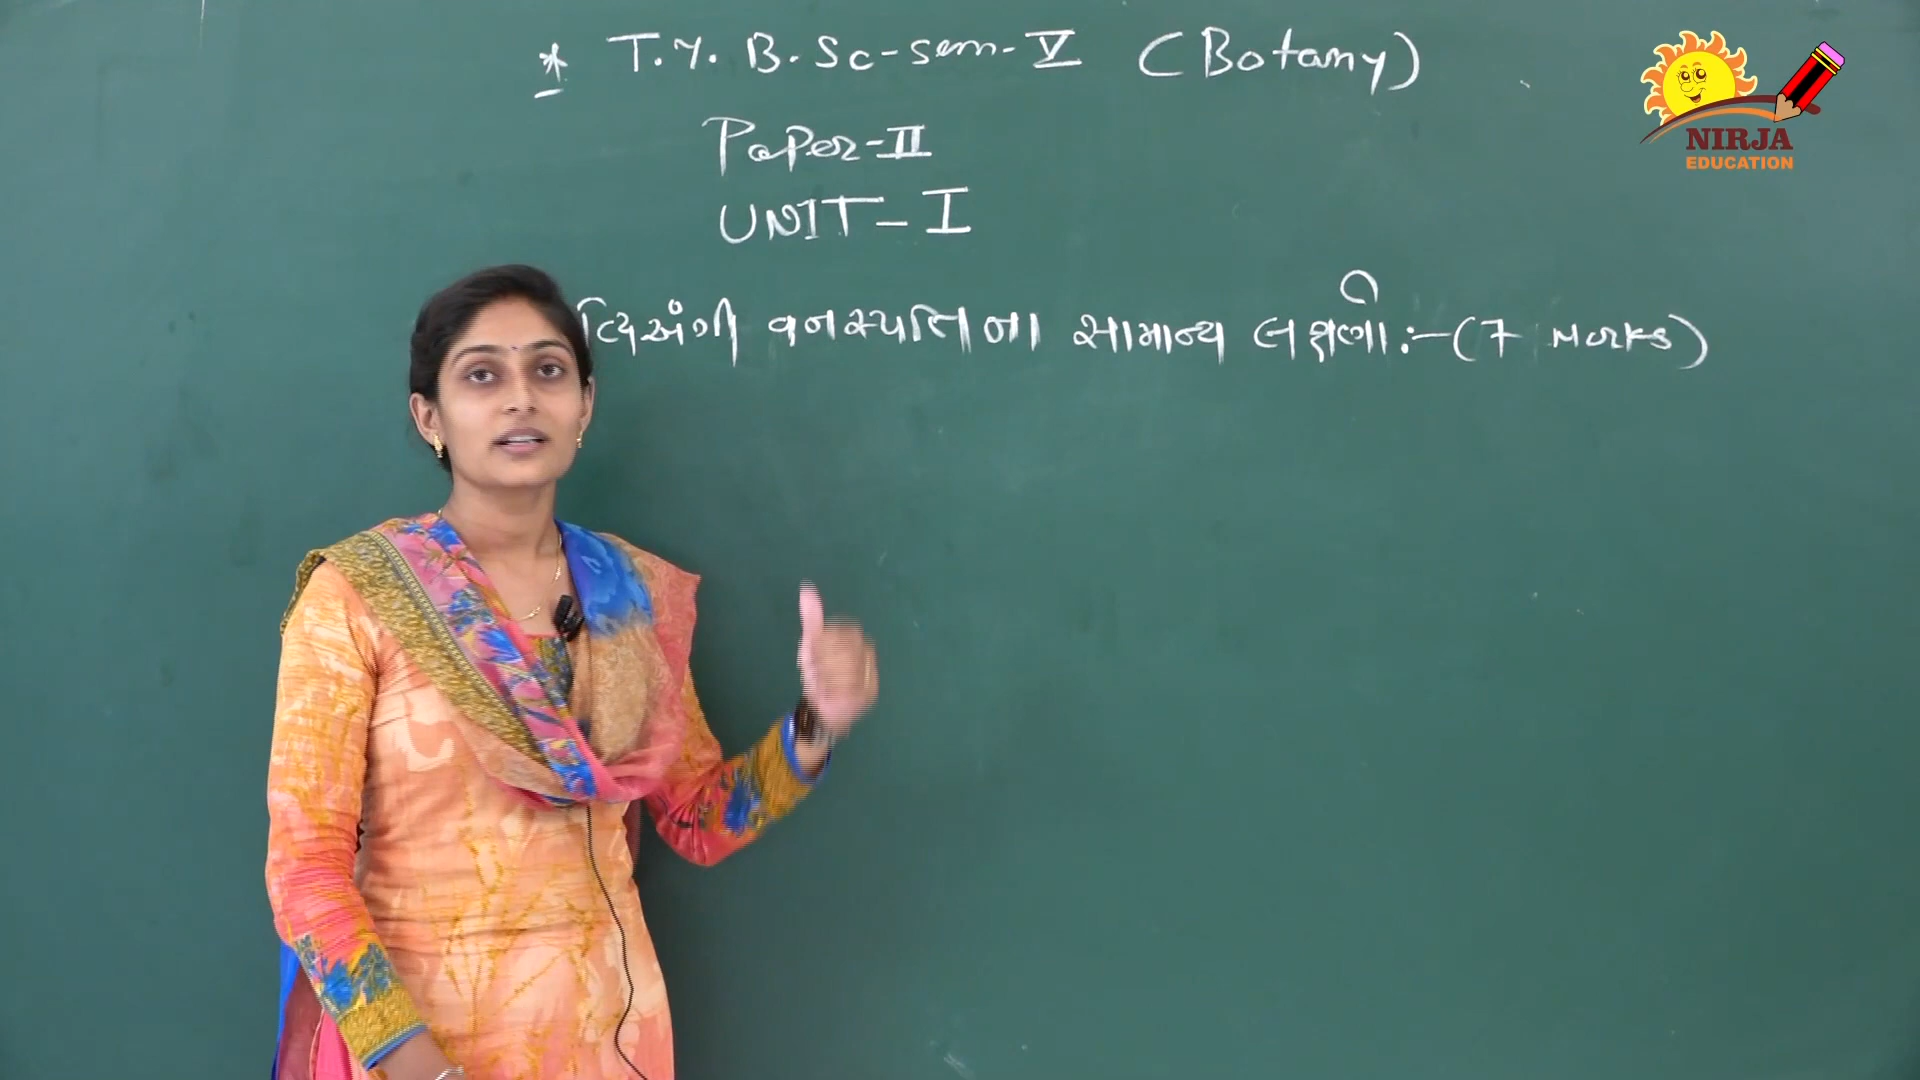 * T.Y. B.Sc-sem-V (Botany)
Paper-II
UNIT-I
દ્વિઅંગી વનસ્પતિના સામાન્ય લક્ષણો:-(7 Marks)
NIRJA
EDUCATION